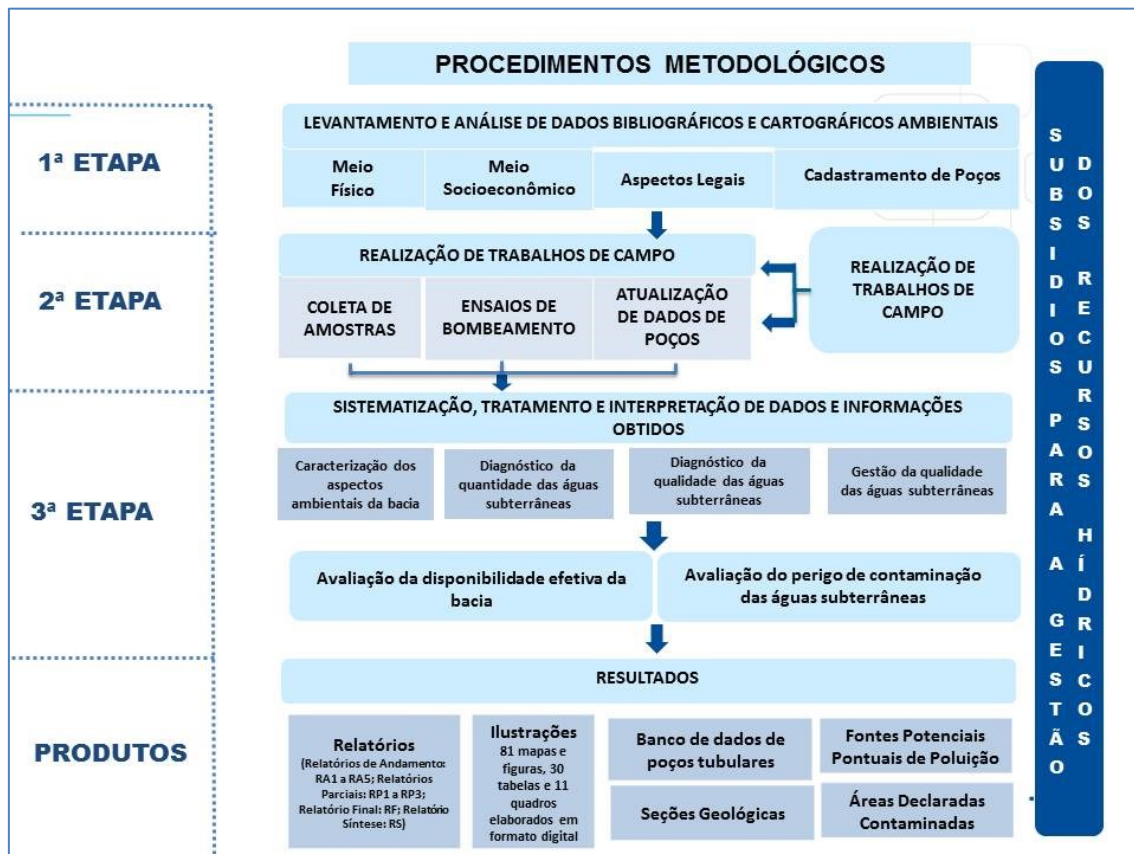 PROCEDIMENTOS METODOLÓGICOS
1ª ETAPA
LEVANTAMENTO E ANÁLISE DE DADOS BIBLIOGRÁFICOS E CARTOGRÁFICOS AMBIENTAIS
Meio
Físico
Meio
Socioeconômico
Aspectos Legais
Cadastramento de Poços
2ª ETAPA
REALIZAÇÃO DE TRABALHOS DE CAMPO
COLETA DE
AMOSTRAS
ENSAIOS DE
BOMBEAMENTO
ATUALIZAÇÃO
DE DADOS DE
POÇOS
REALIZAÇÃO DE
TRABALHOS DE
CAMPO
3ª ETAPA
SISTEMATIZAÇÃO, TRATAMENTO E INTERPRETAÇÃO DE DADOS E INFORMAÇÕES
OBTIDOS
Caracterização dos
aspectos
ambientais da bacia
Diagnóstico da
quantidade das águas
subterrâneas
Diagnóstico da
qualidade das águas
subterrâneas
Gestão da qualidade
das águas subterrâneas
Avaliação da disponibilidade efetiva da
bacia
Avaliação do perigo de contaminação
das águas subterrâneas
PRODUTOS
RESULTADOS
Relatórios
(Relatórios de Andamento:
RA1 a RA5; Relatórios
Parciais: RP1 a RP3;
Relatório Final: RF; Relatório
Síntese: RS)
Ilustrações
81 mapas e
figuras, 30
tabelas e 11
quadros
elaborados em
formato digital
Banco de dados de
poços tubulares
Seções Geológicas
Fontes Potenciais
Pontuais de Poluição
Áreas Declaradas
Contaminadas
SUBSIDIOS PARA A GESTÃO
DOS RECURSOS HÍDRICOS